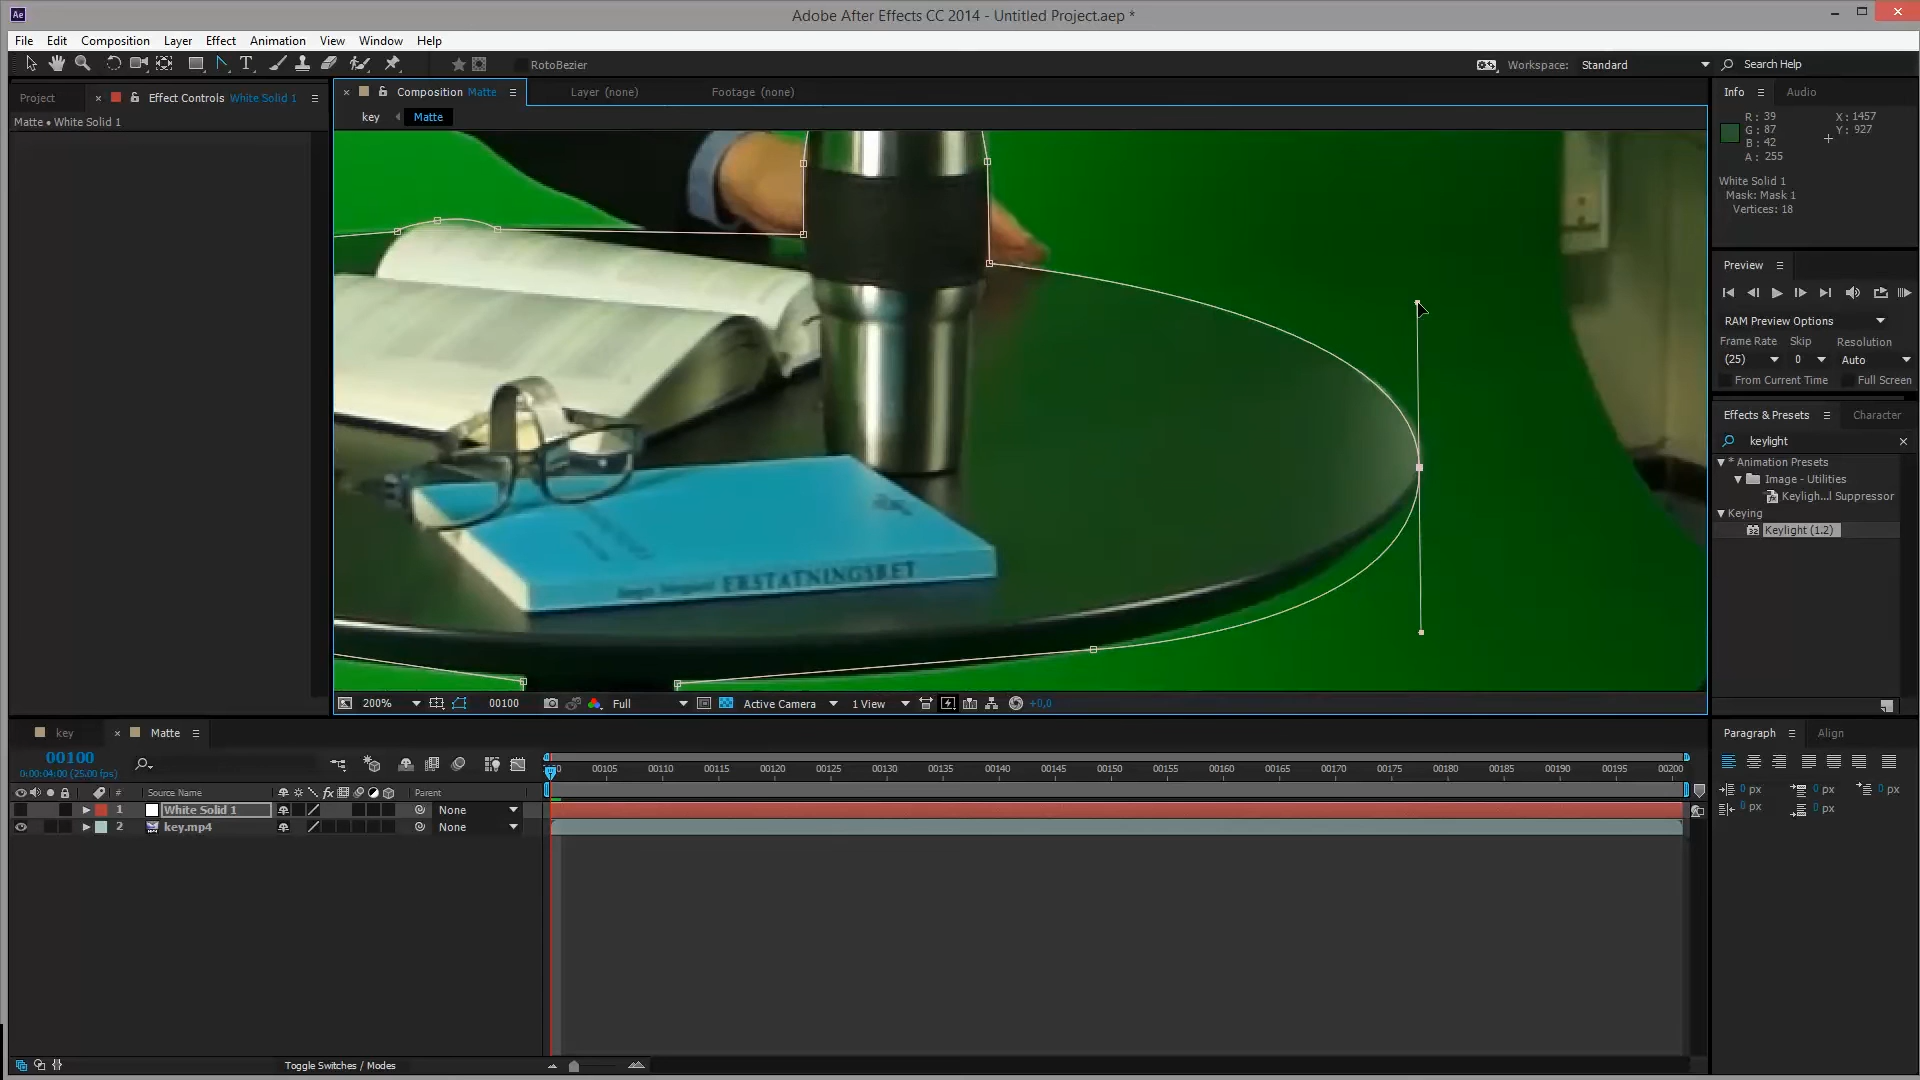 Ae
Adobe After Effects CC 2014 - Untitled Project.aep *
File Edit Composition Layer Effect Animation View Window Help
RotoBezier
Workspace: Standard
Search Help
Project
Effect Controls White Solid 1
Composition Matte
Layer (none)
Footage (none)
Info
Audio
Matte • White Solid 1
key
Matte
R: 39
G: 87
B: 42
A: 255
X: 1457
Y: 927
White Solid 1
Mask: Mask 1
Vertices: 18
Preview
RAM Preview Options
Frame Rate Skip Resolution
(25) 0 Auto
From Current Time Full Screen
Effects & Presets
Character
keylight
* Animation Presets
Image - Utilities
Keyligh...l Suppressor
Keying
Keylight (1.2)
ERSTATNINGSRET
200%
00100
Full
Active Camera
1 View
+0,0
key
Matte
Paragraph
Align
00100
0:00:04:00 (25.00 fps)
00105 00110 00115 00120 00125 00130 00135 00140 00145 00150 00155 00160 00165 00170 00175 00180 00185 00190 00195 00200
# Source Name fx Parent
1 White Solid 1 None
2 key.mp4 None
0 px 0 px 0 px
0 px 0 px
Toggle Switches / Modes